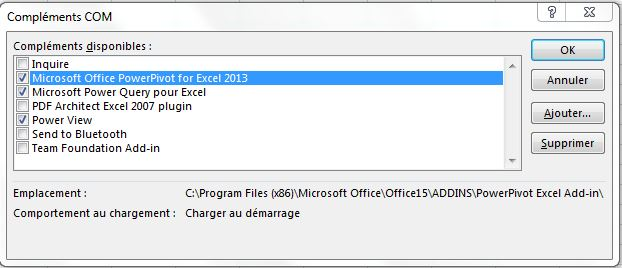 Compléments COM
?
Compléments disponibles :
Inquire
Microsoft Office PowerPivot for Excel 2013
Microsoft Power Query pour Excel
PDF Architect Excel 2007 plugin
Power View
Send to Bluetooth
Team Foundation Add-in
OK
Annuler
Ajouter...
Supprimer
Emplacement :
C:\Program Files (x86)\Microsoft Office\Office15\ADDINS\PowerPivot Excel Add-in\
Comportement au chargement :
Charger au démarrage